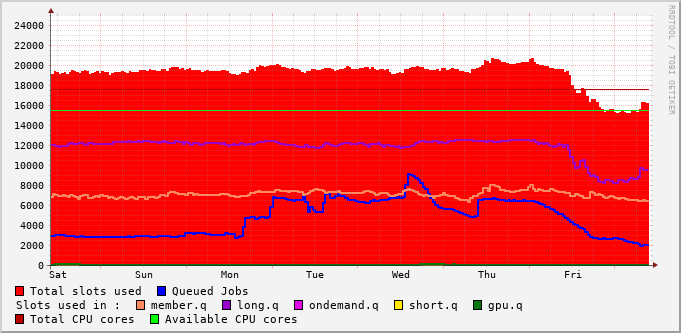 RRDTOOL / TOBI OETIKER
24000
22000
20000
18000
16000
14000
12000
10000
8000
6000
4000
2000
0
Sat Sun Mon Tue Wed Thu Fri
Total slots used Queued Jobs
Slots used in : member.q long.q ondemand.q short.q gpu.q
Total CPU cores Available CPU cores